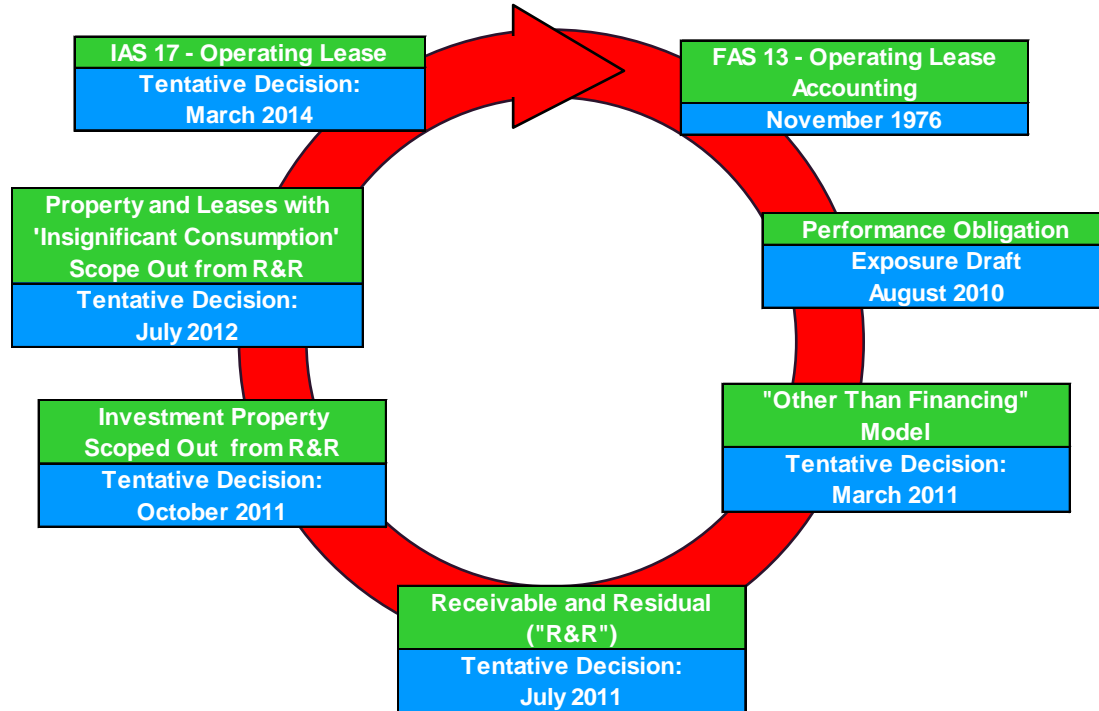 IAS 17 - Operating Lease
Tentative Decision:
March 2014
FAS 13 - Operating Lease
Accounting
November 1976
Performance Obligation
Exposure Draft
August 2010
"Other Than Financing"
Model
Tentative Decision:
March 2011
Receivable and Residual
("R&R")
Tentative Decision:
July 2011
Investment Property
Scoped Out from R&R
Tentative Decision:
October 2011
Property and Leases with
'Insignificant Consumption'
Scope Out from R&R
Tentative Decision:
July 2012